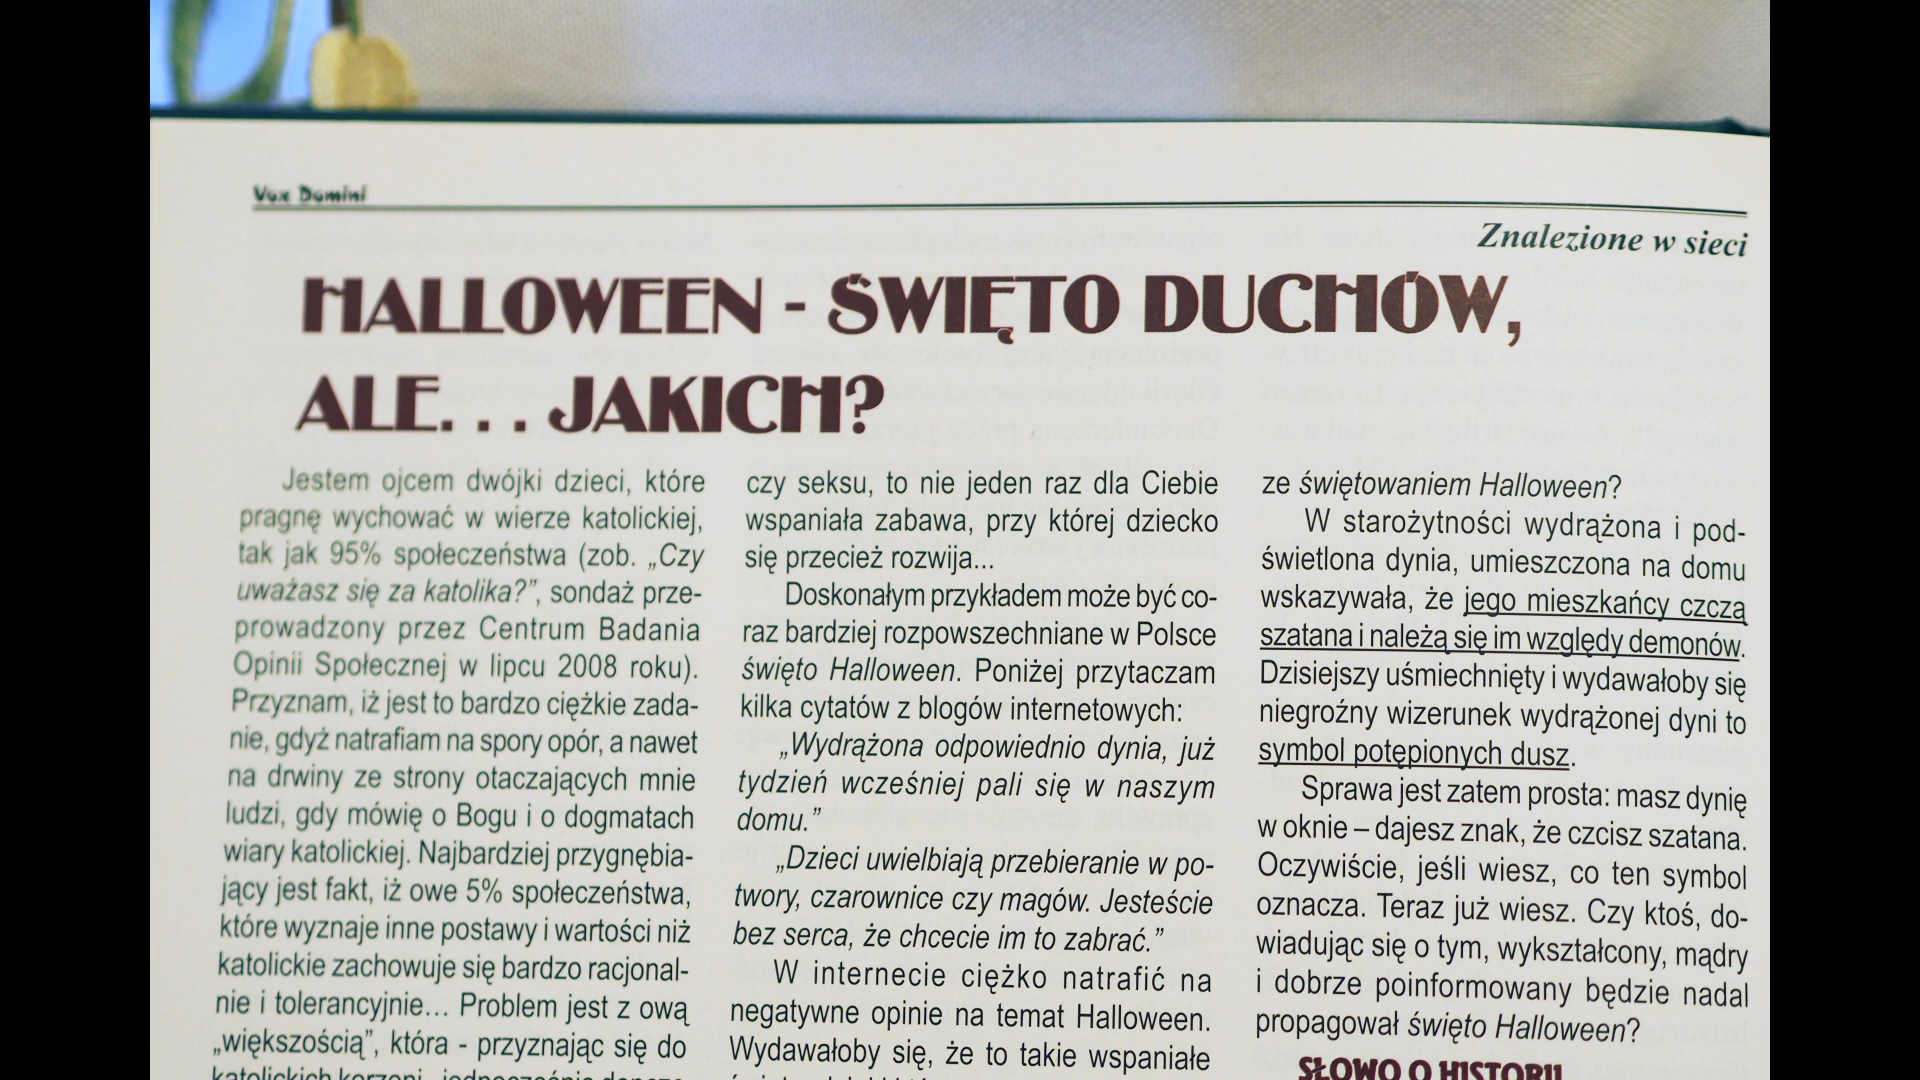 Vox Domini
Znalezione w sieci
HALLOWEEN - ŚWIĘTO DUCHÓW,
ALE... JAKICH?
Jestem ojcem dwójki dzieci, które
pragnę wychować w wierze katolickiej,
tak jak 95% społeczeństwa (zob. „Czy
uważasz się za katolika?”, sondaż prze-
prowadzony przez Centrum Badania
Opinii Społecznej w lipcu 2008 roku).
Przyznam, iż jest to bardzo ciężkie zada-
nie, gdyż natrafiam na spory opór, a nawet
na drwiny ze strony otaczających mnie
ludzi, gdy mówię o Bogu i o dogmatach
wiary katolickiej. Najbardziej przygnębia-
jący jest fakt, iż owe 5% społeczeństwa,
które wyznaje inne postawy i wartości niż
katolickie zachowuje się bardzo racjonal-
nie i tolerancyjnie... Problem jest z ową
„większością”, która - przyznając się do
katolickich korzeni - jednocześnie
czy seksu, to nie jeden raz dla Ciebie
wspaniała zabawa, przy której dziecko
się przecież rozwija...
Doskonałym przykładem może być co-
raz bardziej rozpowszechniane w Polsce
święto Halloween. Poniżej przytaczam
kilka cytatów z blogów internetowych:
„Wydrążona odpowiednio dynia, już
tydzień wcześniej pali się w naszym
domu.”
„Dzieci uwielbiają przebieranie w po-
twory, czarownice czy magów. Jesteście
bez serca, że chcecie im to zabrać.”
W internecie ciężko natrafić na
negatywne opinie na temat Halloween.
Wydawałoby się, że to takie wspaniałe
ze świętowaniem Halloween?
W starożytności wydrążona i pod-
świetlona dynia, umieszczona na domu
wskazywała, że jego mieszkańcy czczą
szatana i należą się im względy demonów.
Dzisiejszy uśmiechnięty i wydawałoby się
niegroźny wizerunek wydrążonej dyni to
symbol potępionych dusz.
Sprawa jest zatem prosta: masz dynię
w oknie – dajesz znak, że czcisz szatana.
Oczywiście, jeśli wiesz, co ten symbol
oznacza. Teraz już wiesz. Czy ktoś, do-
wiadując się o tym, wykształcony, mądry
i dobrze poinformowany będzie nadal
propagował święto Halloween?
SŁOWO O HISTORII